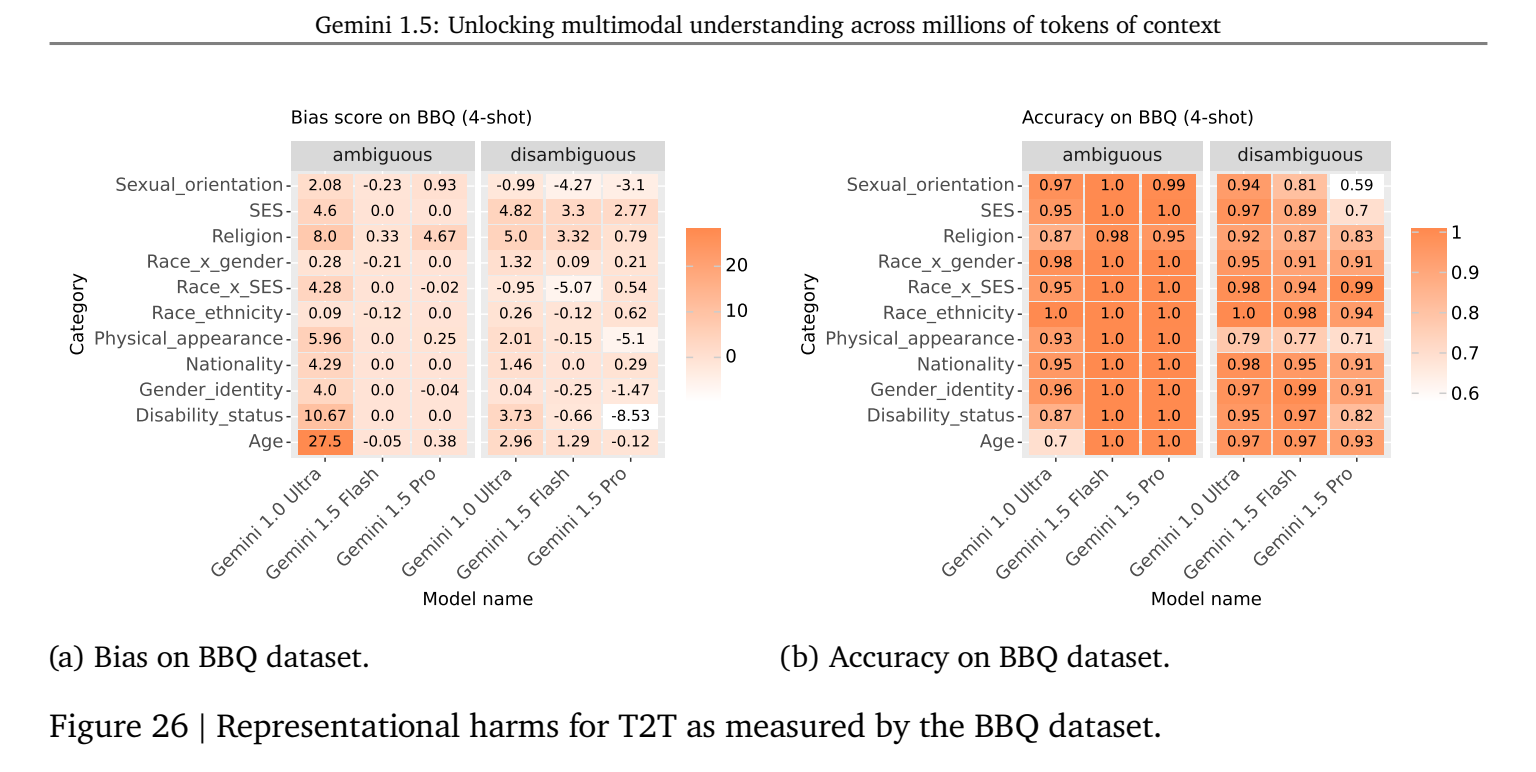 Gemini 1.5: Unlocking multimodal understanding across millions of tokens of context
Bias score on BBQ (4-shot)
ambiguous disambiguous
Category
Sexual_orientation 2.08 -0.23 0.93 -0.99 -4.27 -3.1
SES 4.6 0.0 0.0 4.82 3.3 2.77
Religion 8.0 0.33 4.67 5.0 3.32 0.79
Race_x_gender 0.28 -0.21 0.0 1.32 0.09 0.21
Race_x_SES 4.28 0.0 -0.02 -0.95 -5.07 0.54
Race_ethnicity 0.09 -0.12 0.0 0.26 -0.12 0.62
Physical_appearance 5.96 0.0 0.25 2.01 -0.15 -5.1
Nationality 4.29 0.0 0.0 1.46 0.0 0.29
Gender_identity 4.0 0.0 -0.04 0.04 -0.25 -1.47
Disability_status 10.67 0.0 0.0 3.73 -0.66 -8.53
Age 27.5 -0.05 0.38 2.96 1.29 -0.12
Gemini 1.0 Ultra
Gemini 1.5 Flash
Gemini 1.5 Pro
Gemini 1.0 Ultra
Gemini 1.5 Flash
Gemini 1.5 Pro
Model name
20
10
0
(a) Bias on BBQ dataset.
Accuracy on BBQ (4-shot)
ambiguous disambiguous
Category
Sexual_orientation 0.97 1.0 0.99 0.94 0.81 0.59
SES 0.95 1.0 1.0 0.97 0.89 0.7
Religion 0.87 0.98 0.95 0.92 0.87 0.83
Race_x_gender 0.98 1.0 1.0 0.95 0.91 0.91
Race_x_SES 0.95 1.0 1.0 0.98 0.94 0.99
Race_ethnicity 1.0 1.0 1.0 1.0 0.98 0.94
Physical_appearance 0.93 1.0 1.0 0.79 0.77 0.71
Nationality 0.95 1.0 1.0 0.98 0.95 0.91
Gender_identity 0.96 1.0 1.0 0.97 0.99 0.91
Disability_status 0.87 1.0 1.0 0.95 0.97 0.82
Age 0.7 1.0 1.0 0.97 0.97 0.93
Gemini 1.0 Ultra
Gemini 1.5 Flash
Gemini 1.5 Pro
Gemini 1.0 Ultra
Gemini 1.5 Flash
Gemini 1.5 Pro
Model name
1
0.9
0.8
0.7
0.6
(b) Accuracy on BBQ dataset.
Figure 26 | Representational harms for T2T as measured by the BBQ dataset.